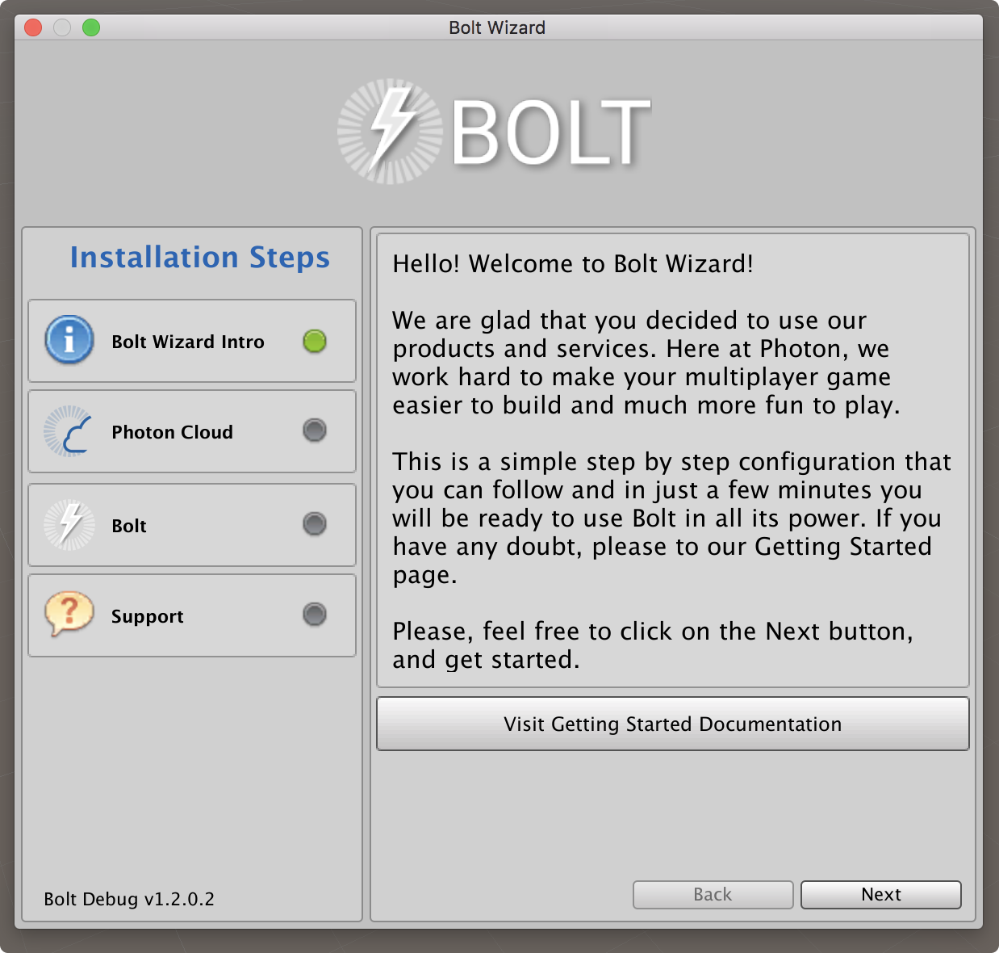 Bolt Wizard
BOLT
Installation Steps
Bolt Wizard Intro
Photon Cloud
Bolt
Support
Bolt Debug v1.2.0.2
Hello! Welcome to Bolt Wizard!
We are glad that you decided to use our
products and services. Here at Photon, we
work hard to make your multiplayer game
easier to build and much more fun to play.
This is a simple step by step configuration that
you can follow and in just a few minutes you
will be ready to use Bolt in all its power. If you
have any doubt, please to our Getting Started
page.
Please, feel free to click on the Next button,
and get started.
Visit Getting Started Documentation
Back
Next